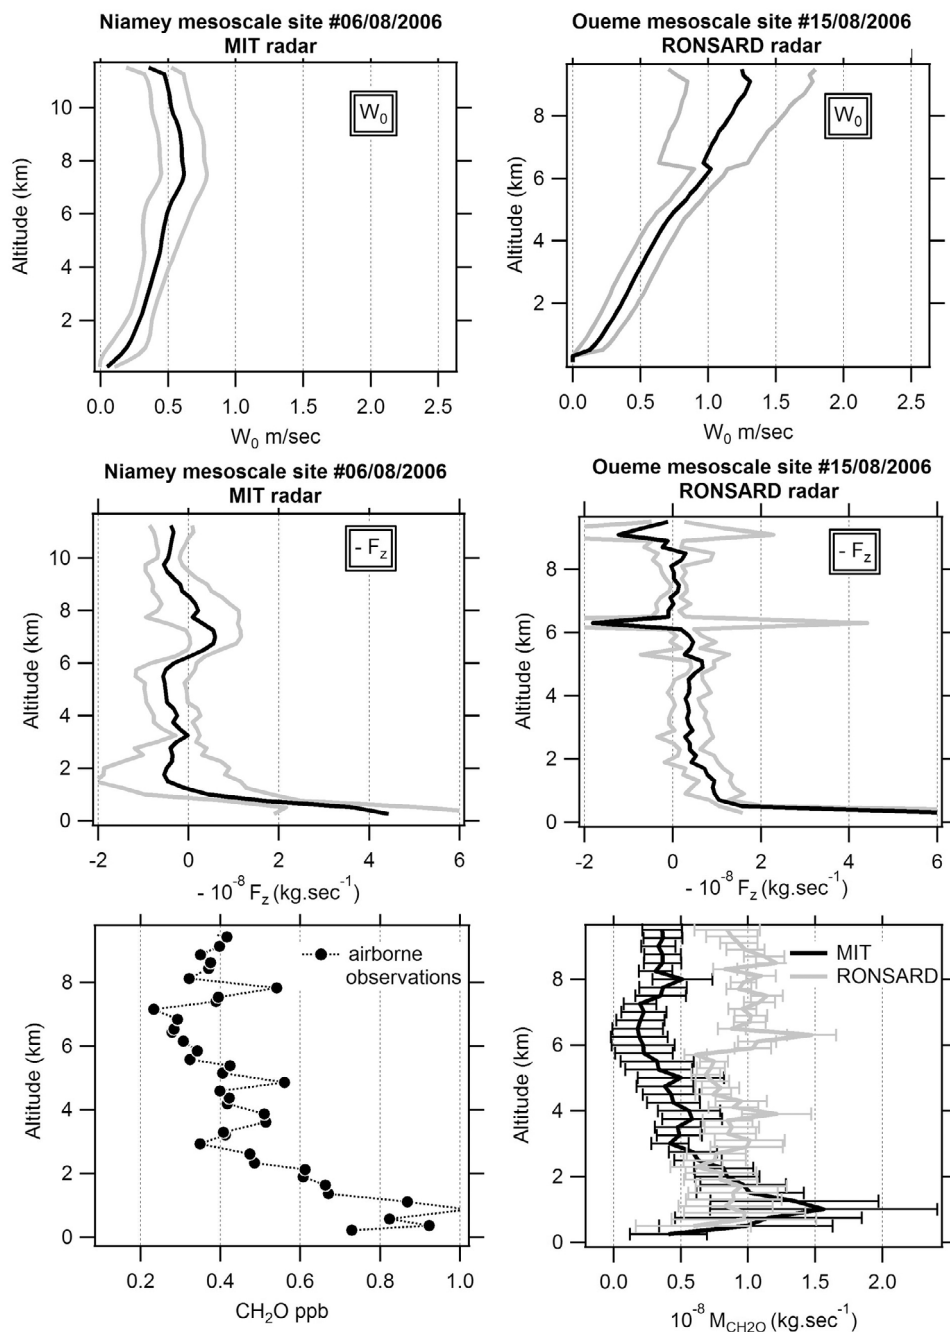 Niamey mesoscale site #06/08/2006
MIT radar
W0
Altitude (km)
10
8
6
4
2
0.0 0.5 1.0 1.5 2.0 2.5
W0 m/sec
Oueme mesoscale site #15/08/2006
RONSARD radar
W0
Altitude (km)
8
6
4
2
0.0 0.5 1.0 1.5 2.0 2.5
W0 m/sec
Niamey mesoscale site #06/08/2006
MIT radar
- Fz
Altitude (km)
10
8
6
4
2
0
-2 0 2 4 6
- 10⁻⁸ Fz (kg.sec⁻¹)
Oueme mesoscale site #15/08/2006
RONSARD radar
- Fz
Altitude (km)
8
6
4
2
0
-2 0 2 4 6
- 10⁻⁸ Fz (kg.sec⁻¹)
airborne
observations
Altitude (km)
8
6
4
2
0
0.2 0.4 0.6 0.8 1.0
CH₂O ppb
MIT
RONSARD
Altitude (km)
8
6
4
2
0
0.0 0.5 1.0 1.5 2.0
10⁻⁸ MCH2O (kg.sec⁻¹)